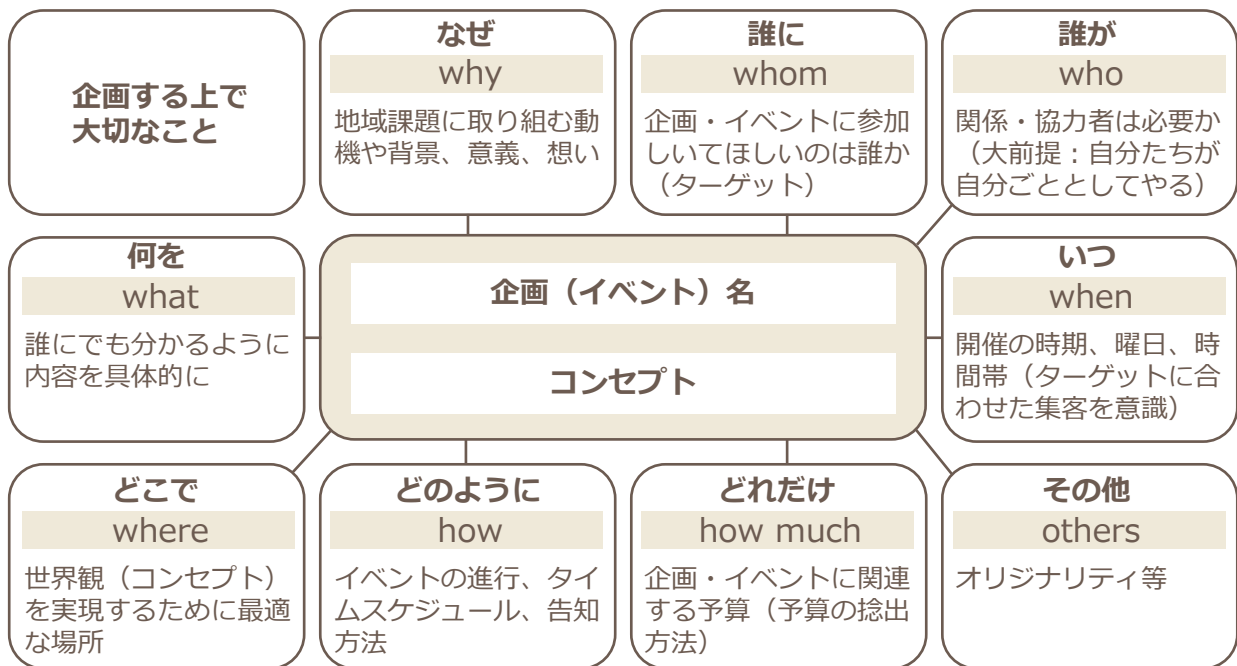 企画する上で
大切なこと
なぜ
why
地域課題に取り組む動
機や背景、意義、想い
誰に
whom
企画・イベントに参加
しいてほしいのは誰か
（ターゲット）
誰が
who
関係・協力者は必要か
（大前提：自分たちが
自分ごととしてやる）
何を
what
誰にでも分かるように
内容を具体的に
企画（イベント）名
コンセプト
いつ
when
開催の時期、曜日、時
間帯（ターゲットに合
わせた集客を意識）
どこで
where
世界観（コンセプト）
を実現するために最適
な場所
どのように
how
イベントの進行、タイ
ムスケジュール、告知
方法
どれだけ
how much
企画・イベントに関連
する予算（予算の捻出
方法）
その他
others
オリジナリティ等